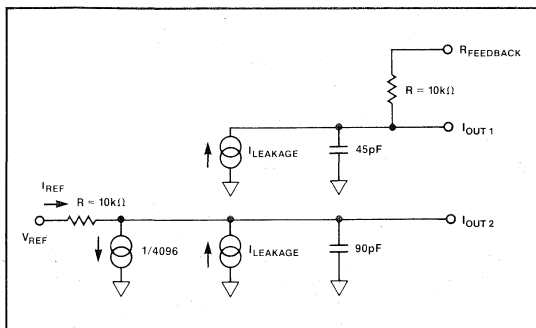 R_FEEDBACK
R = 10kΩ
I_OUT 1
I_LEAKAGE
45pF
I_REF
R = 10kΩ
V_REF
I_OUT 2
1/4096
I_LEAKAGE
90pF